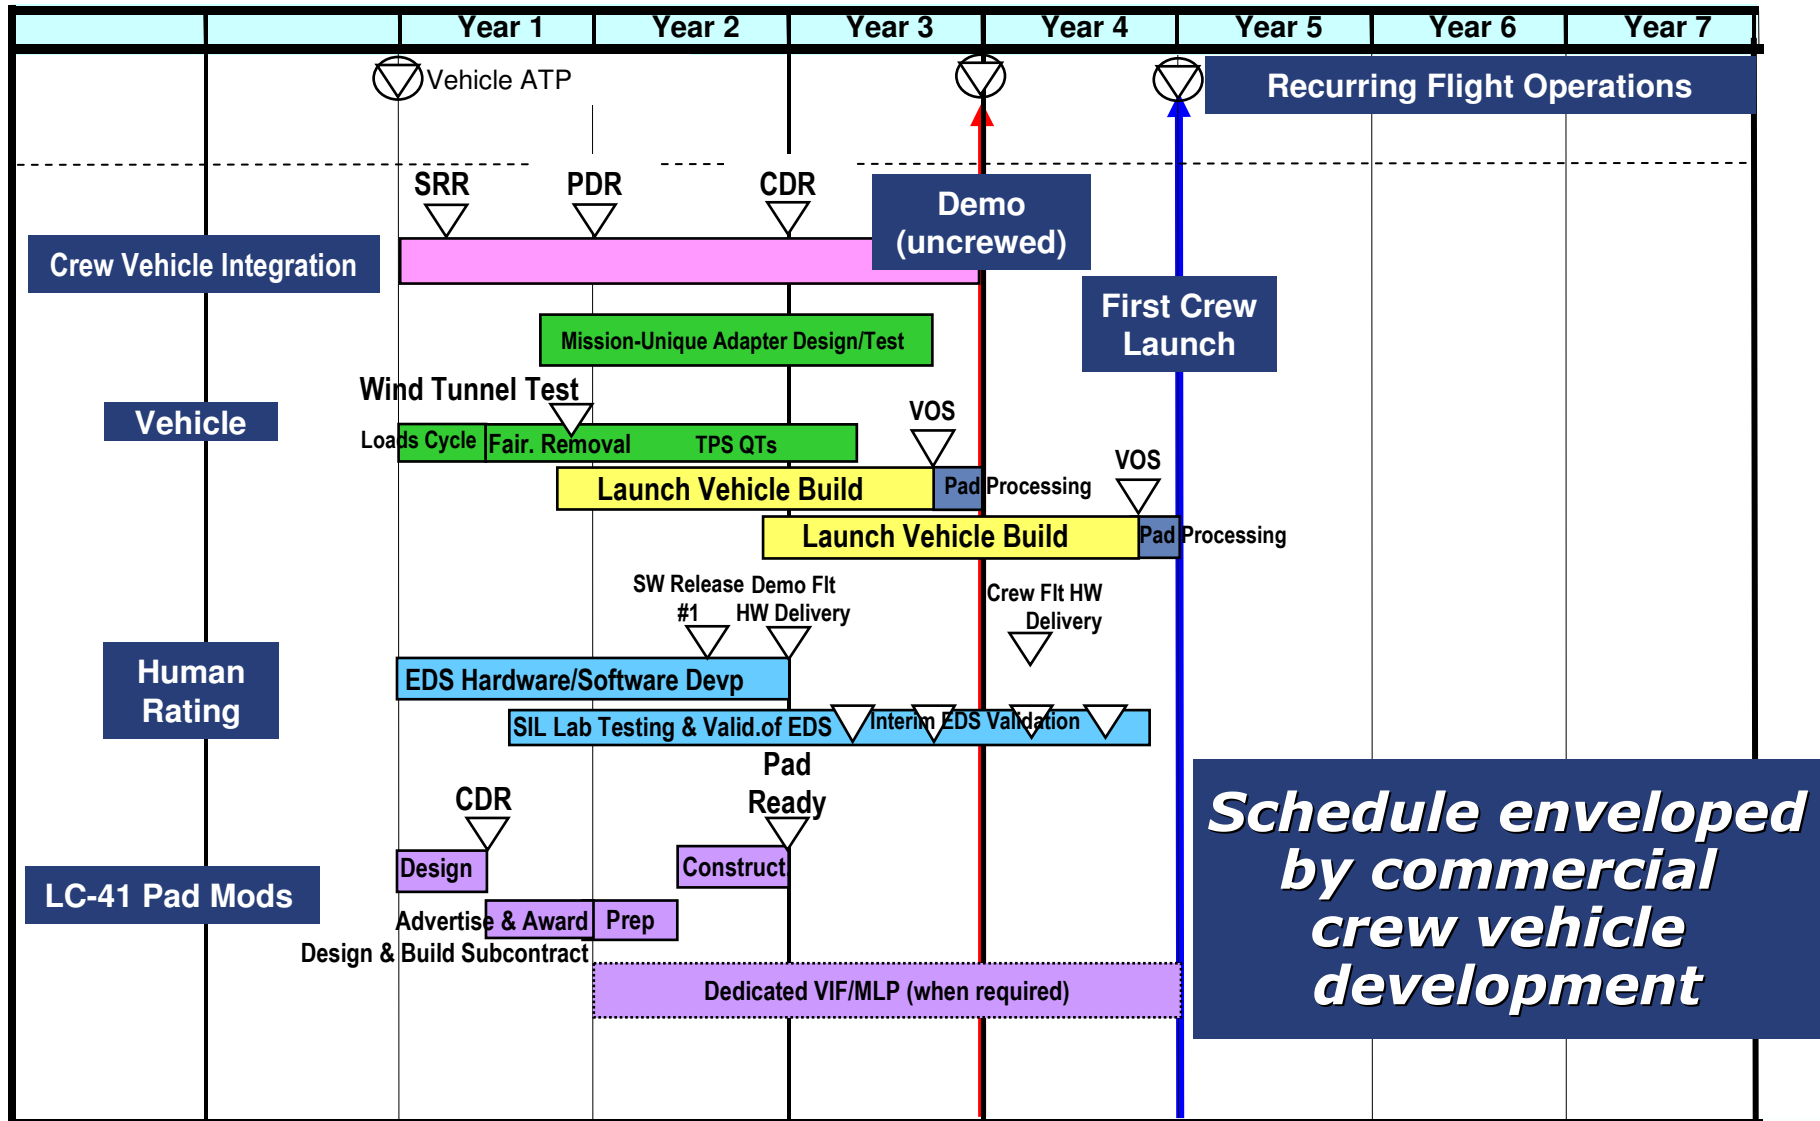 Year 1 Year 2 Year 3 Year 4 Year 5 Year 6 Year 7
Vehicle ATP
Recurring Flight Operations
SRR PDR CDR
Demo
(uncrewed)
Crew Vehicle Integration
First Crew
Launch
Mission-Unique Adapter Design/Test
Wind Tunnel Test
Vehicle
VOS
Loads Cycle Fair. Removal TPS QTs
VOS
Launch Vehicle Build Pad Processing
Launch Vehicle Build Pad Processing
SW Release
#1
Demo Flt
HW Delivery
Crew Flt HW
Delivery
Human
Rating
EDS Hardware/Software Devp
SIL Lab Testing & Valid.of EDS Interim EDS Validation
Pad
Ready
CDR
Design Construct
LC-41 Pad Mods
Advertise & Award Prep
Design & Build Subcontract
Dedicated VIF/MLP (when required)
Schedule enveloped
by commercial
crew vehicle
development